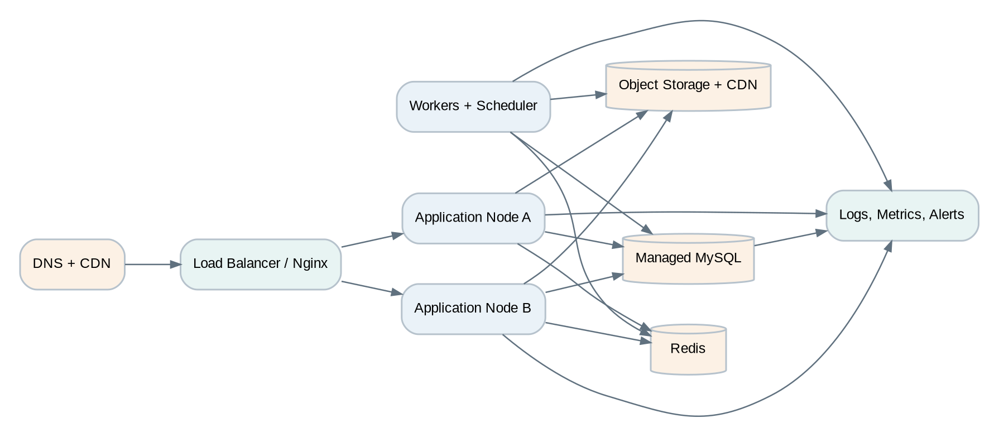 DNS + CDN
Load Balancer / Nginx
Workers + Scheduler
Application Node A
Application Node B
Object Storage + CDN
Managed MySQL
Redis
Logs, Metrics, Alerts